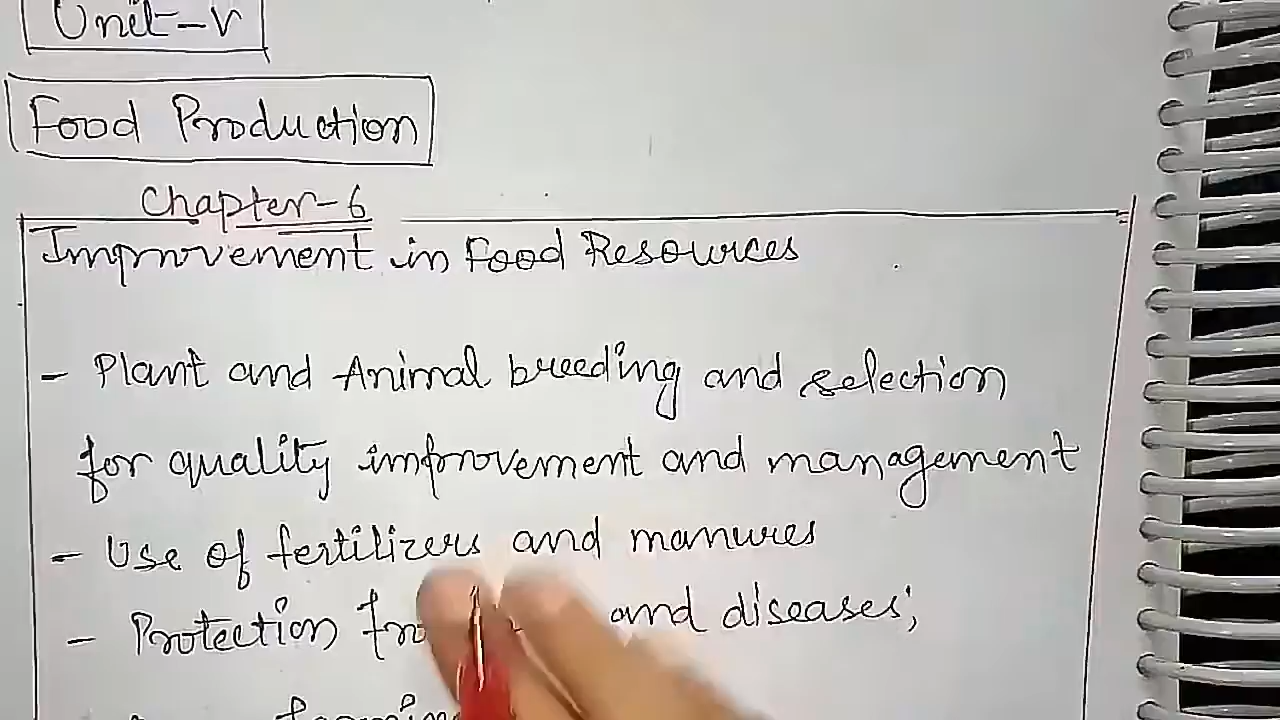 Unit-V
Food Production
Chapter-6
Improvement in Food Resources
- Plant and Animal breeding and selection
for quality improvement and management
- Use of fertilizers and manures
- Protection and diseases;